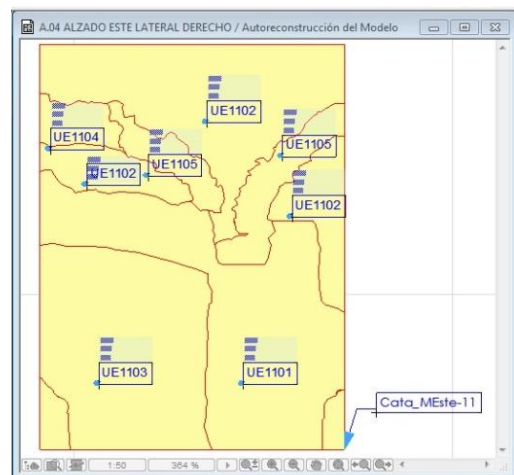 A.04 ALZADO ESTE LATERAL DERECHO / Autoreconstrucción del Modelo
UE1102
UE1104
UE1105
UE1105
UE1102
UE1102
UE1103
UE1101
Cata_MEste-11
1:50
364 %